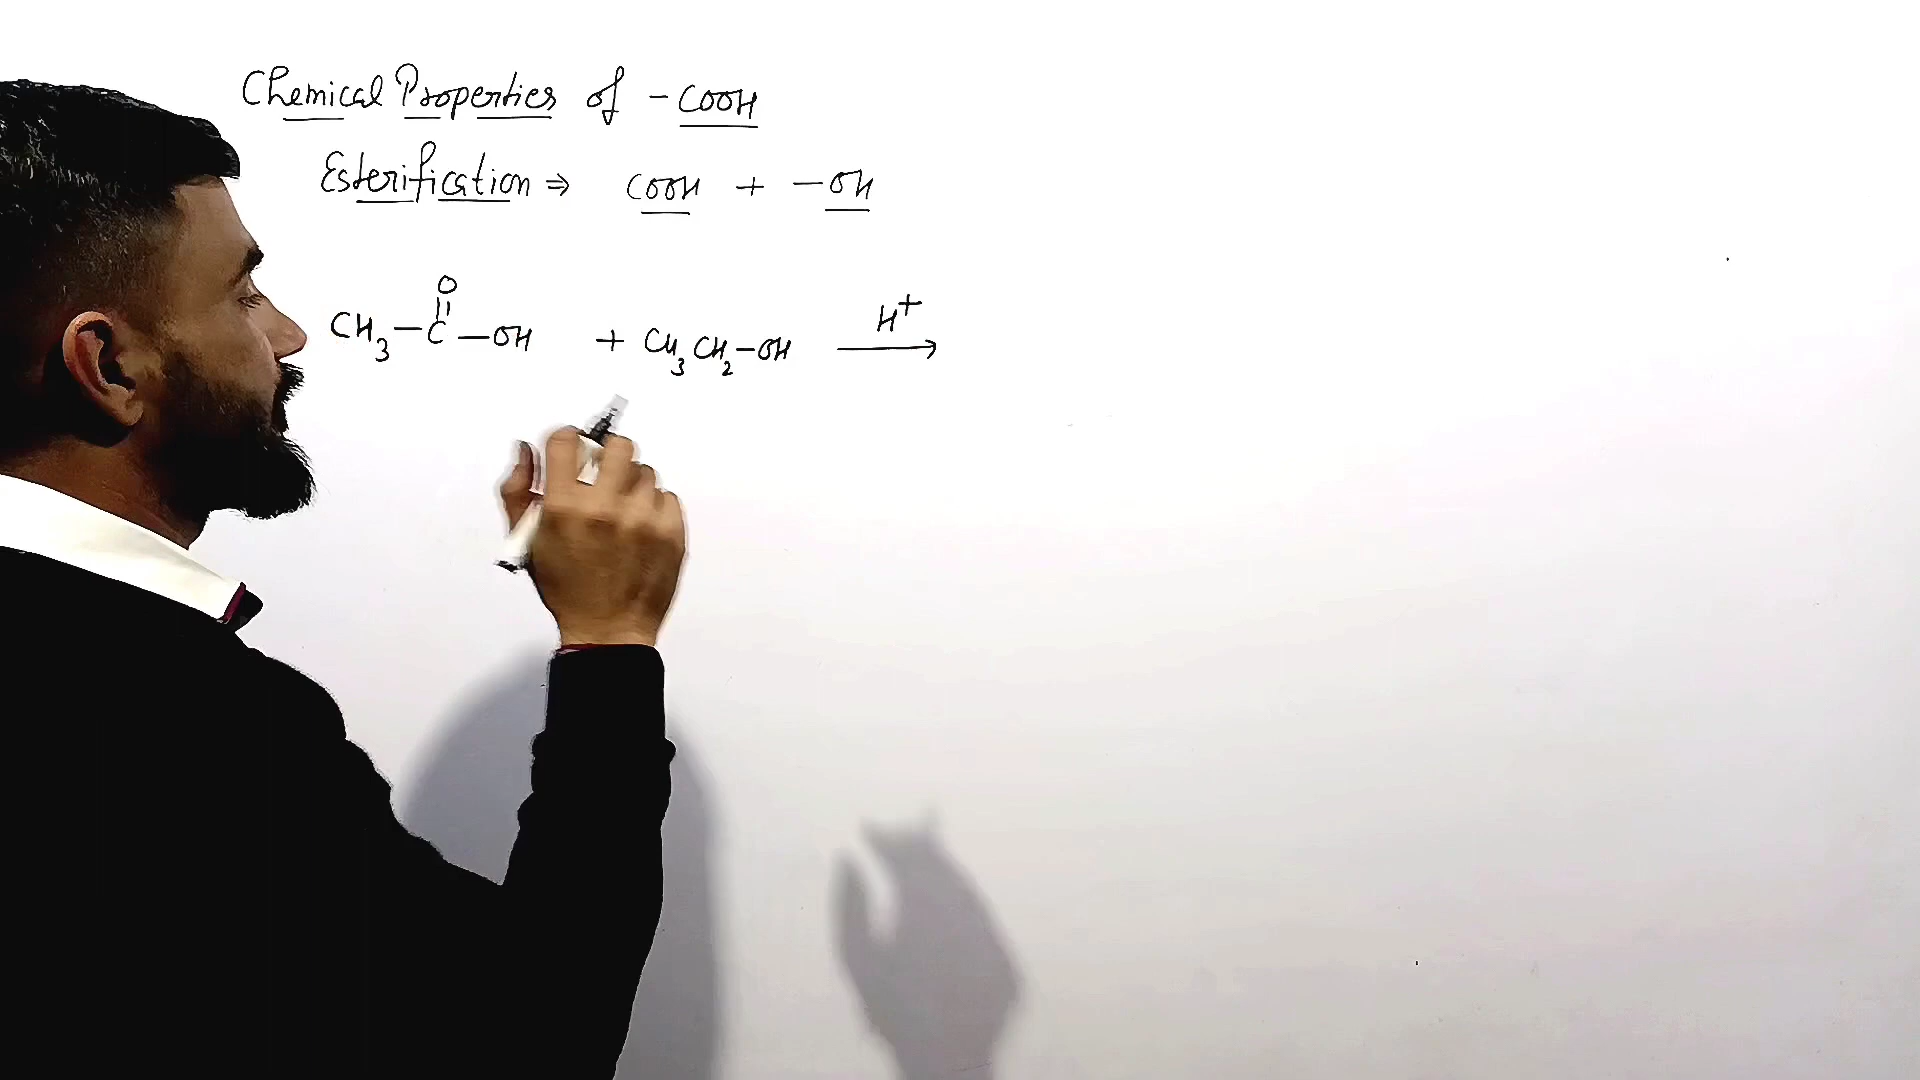 Chemical Properties of -COOH
Esterification ⇒ COOH + -OH
O
CH3-C-OH + CH3CH2-OH H+ →